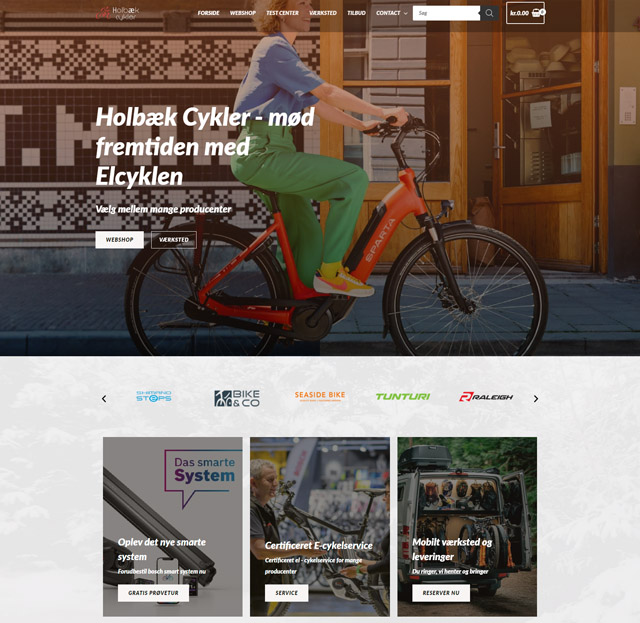 Holbæk
cykler
FORSIDE WEBSHOP TEST CENTER VÆRKSTED TILBUD CONTACT
Søg
kr.0.00 0
Holbæk Cykler - mød
fremtiden med
Elcyklen
Vælg mellem mange producenter
WEBSHOP VÆRKSTED
SPARTA
SHIMANO
STEPS
BIKE
& CO
SEASIDE BIKE
TUNTURI
RALEIGH
Das smarte
System
Oplev det nye smarte
system
Forudbestil bosch smart system nu
GRATIS PRØVETUR
Certificeret E-cykelservice
Certificeret el - cykelservice for mange
producenter
SERVICE
Mobilt værksted og
leveringer
Du ringer, vi henter og bringer
RESERVER NU